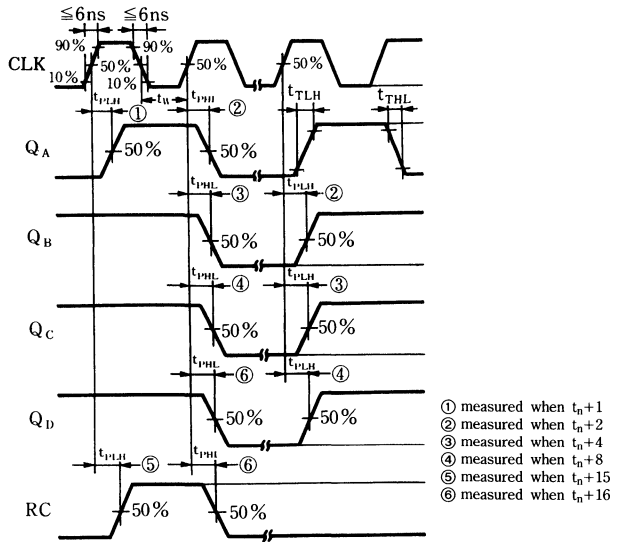 ≦6ns ≦6ns
90% 90%
CLK 50% 50% 50%
10% 10%
tPLH tW tPHL tTLH tTHL
① ②
QA 50% 50%
tPHL tPLH
③ ②
QB 50% 50%
tPHL tPLH
④ ③
QC 50% 50%
tPHL tPLH
⑥ ④
QD 50% 50%
tPLH tPHL
⑤ ⑥
RC 50% 50%
① measured when tn+1
② measured when tn+2
③ measured when tn+4
④ measured when tn+8
⑤ measured when tn+15
⑥ measured when tn+16